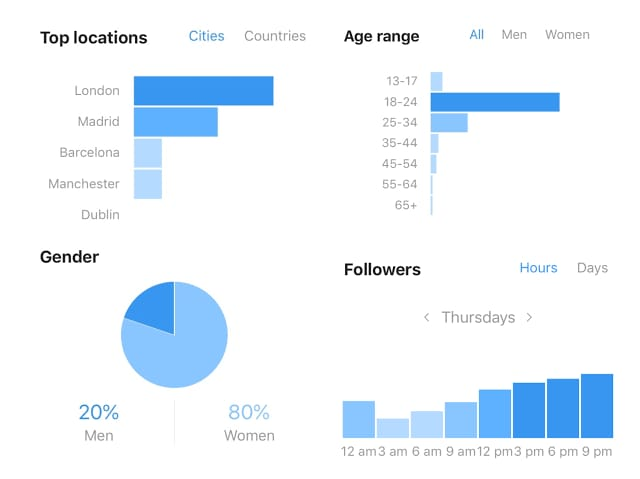 Top locations
Cities Countries
London
Madrid
Barcelona
Manchester
Dublin
Age range
All Men Women
13-17
18-24
25-34
35-44
45-54
55-64
65+
Gender
20% 80%
Men Women
Followers
Hours Days
Thursdays
12 am 3 am 6 am 9 am 12 pm 3 pm 6 pm 9 pm